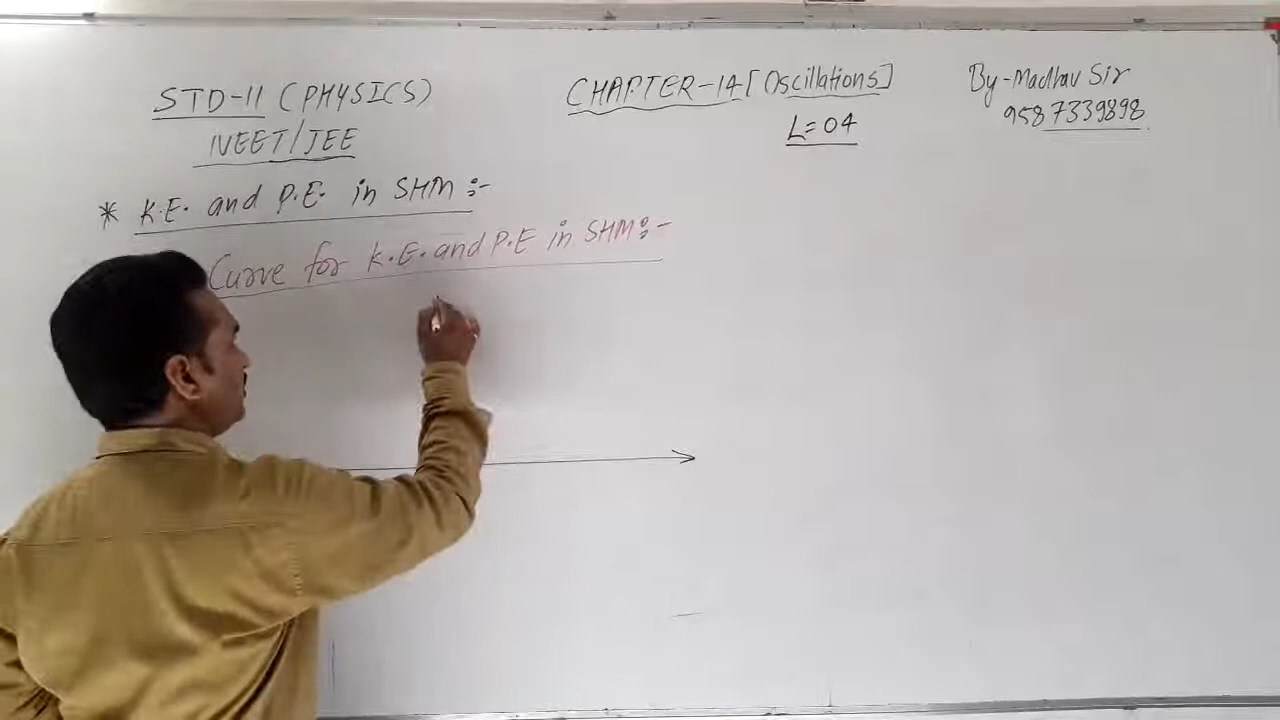 STD-11 (PHYSICS)
NEET/JEE
CHAPTER-14 [Oscillations]
L=04
By-Madhav Sir
9587339898
* K.E. and P.E. in SHM :-
Curve for K.E. and P.E in SHM :-